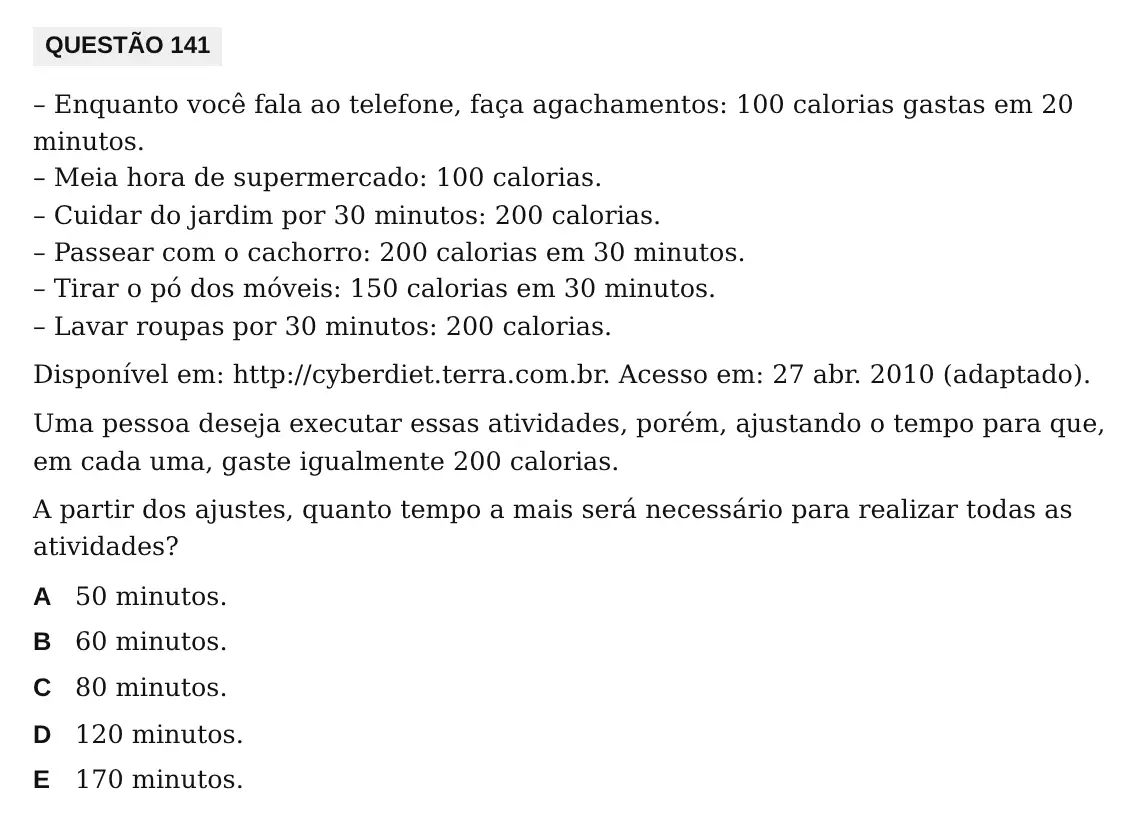 QUESTÃO 141
– Enquanto você fala ao telefone, faça agachamentos: 100 calorias gastas em 20
minutos.
– Meia hora de supermercado: 100 calorias.
– Cuidar do jardim por 30 minutos: 200 calorias.
– Passear com o cachorro: 200 calorias em 30 minutos.
– Tirar o pó dos móveis: 150 calorias em 30 minutos.
– Lavar roupas por 30 minutos: 200 calorias.
Disponível em: http://cyberdiet.terra.com.br. Acesso em: 27 abr. 2010 (adaptado).
Uma pessoa deseja executar essas atividades, porém, ajustando o tempo para que,
em cada uma, gaste igualmente 200 calorias.
A partir dos ajustes, quanto tempo a mais será necessário para realizar todas as
atividades?
A 50 minutos.
B 60 minutos.
C 80 minutos.
D 120 minutos.
E 170 minutos.